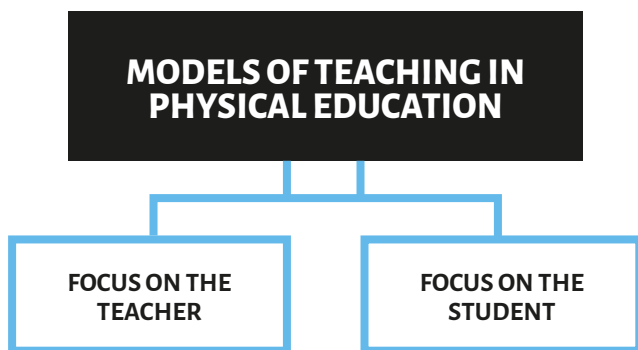 MODELS OF TEACHING IN
PHYSICAL EDUCATION
FOCUS ON THE
TEACHER
FOCUS ON THE
STUDENT